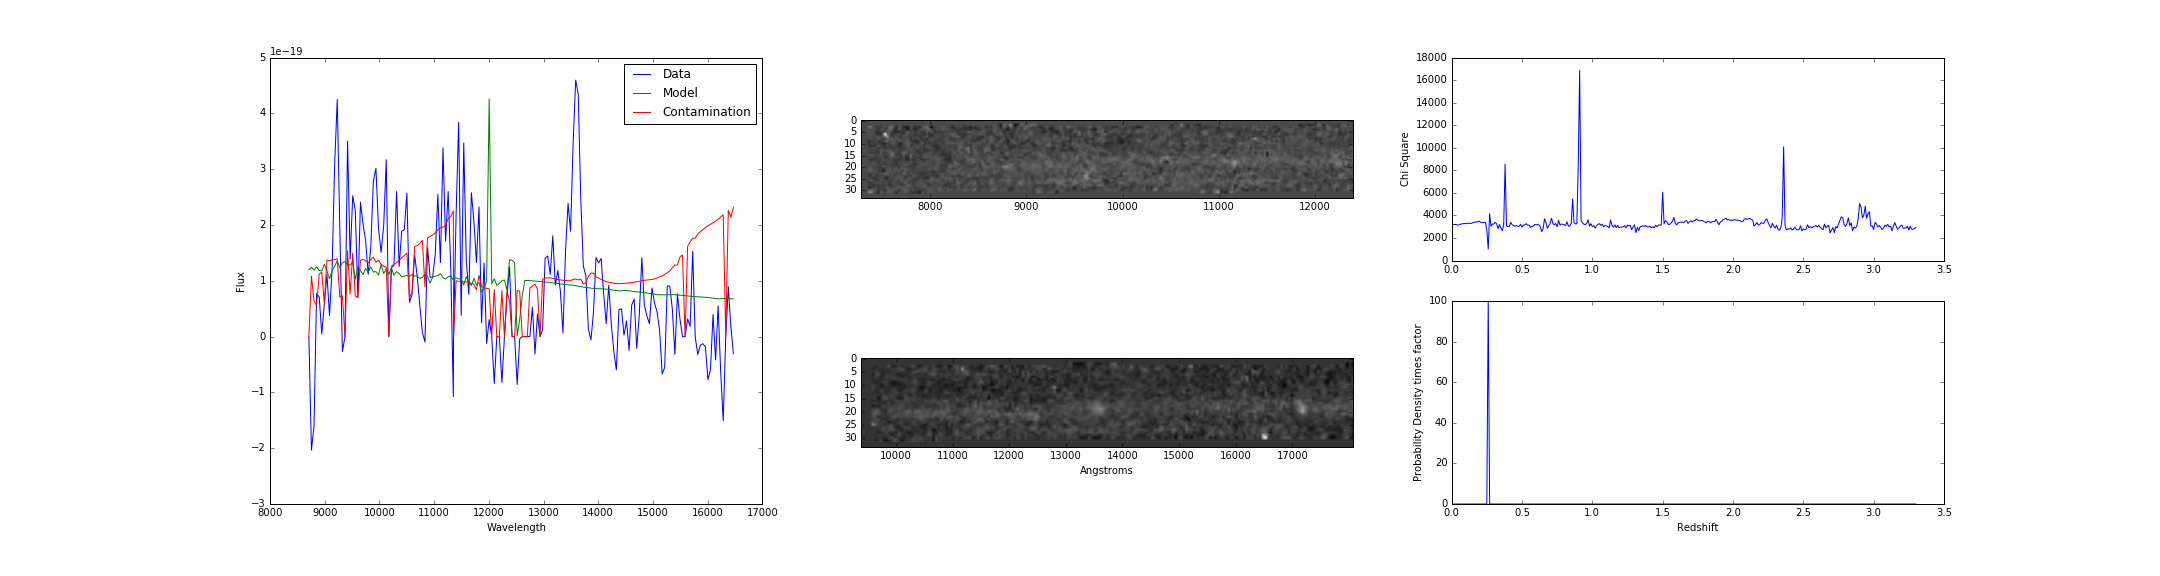 1e−19
5
4
3
2
1
0
−1
−2
−3
Flux
8000 9000 10000 11000 12000 13000 14000 15000 16000 17000
Wavelength
Data
Model
Contamination
0
5
10
15
20
25
30
8000 9000 10000 11000 12000
0
5
10
15
20
25
30
10000 11000 12000 13000 14000 15000 16000 17000
Angstroms
18000
16000
14000
12000
10000
8000
6000
4000
2000
0
Chi Square
0.0 0.5 1.0 1.5 2.0 2.5 3.0 3.5
100
80
60
40
20
0
Probability Density times factor
0.0 0.5 1.0 1.5 2.0 2.5 3.0 3.5
Redshift